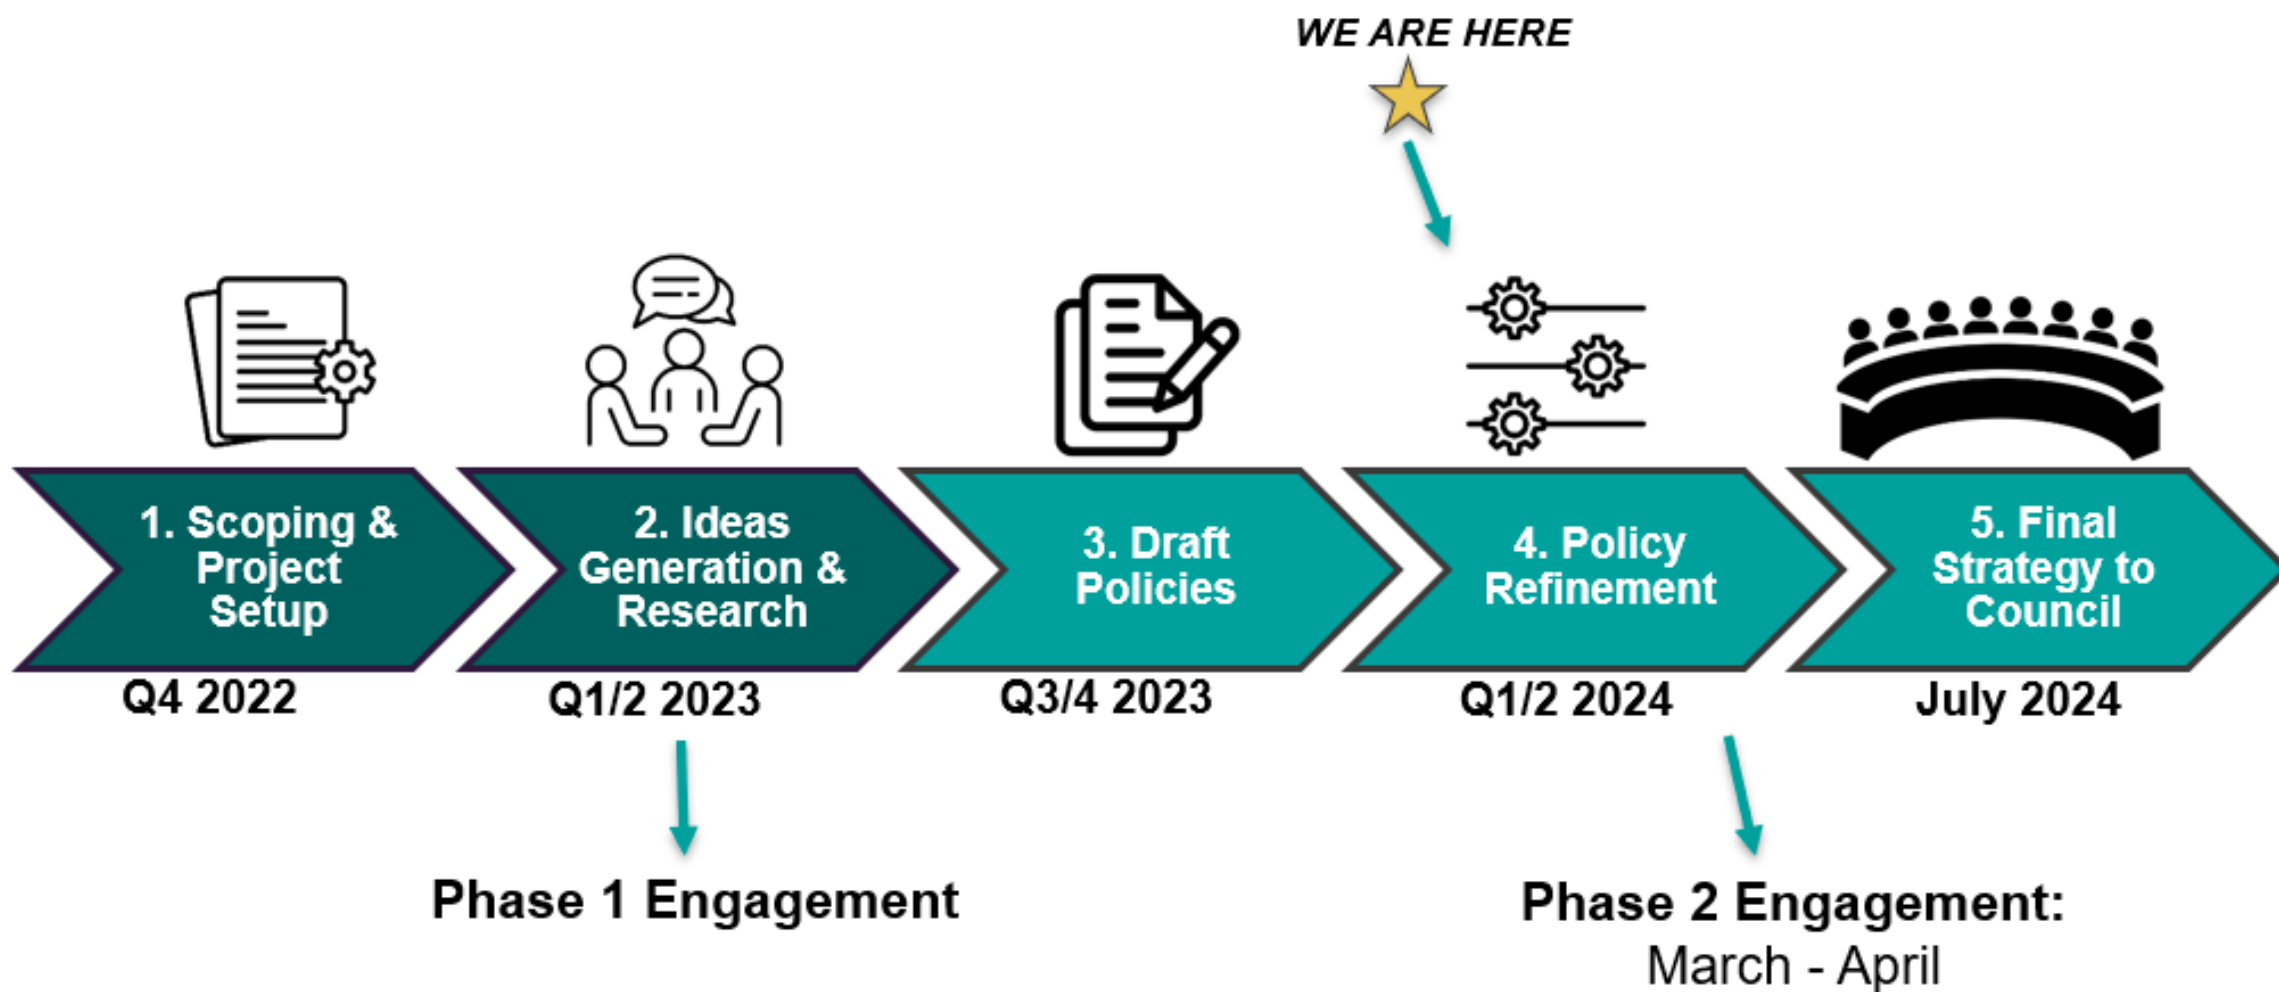 WE ARE HERE
1. Scoping &
Project
Setup
2. Ideas
Generation &
Research
3. Draft
Policies
4. Policy
Refinement
5. Final
Strategy to
Council
Q4 2022
Q1/2 2023
Q3/4 2023
Q1/2 2024
July 2024
Phase 1 Engagement
Phase 2 Engagement:
March - April